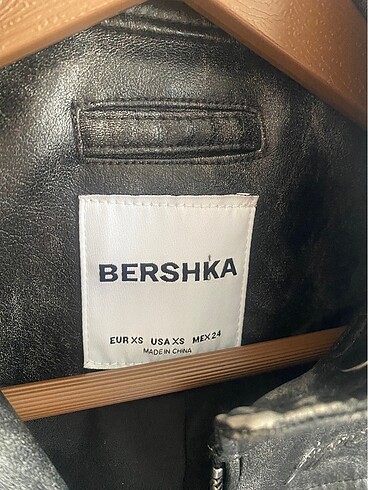 BERSHKA
EUR XS USA XS MEX 24
MADE IN CHINA